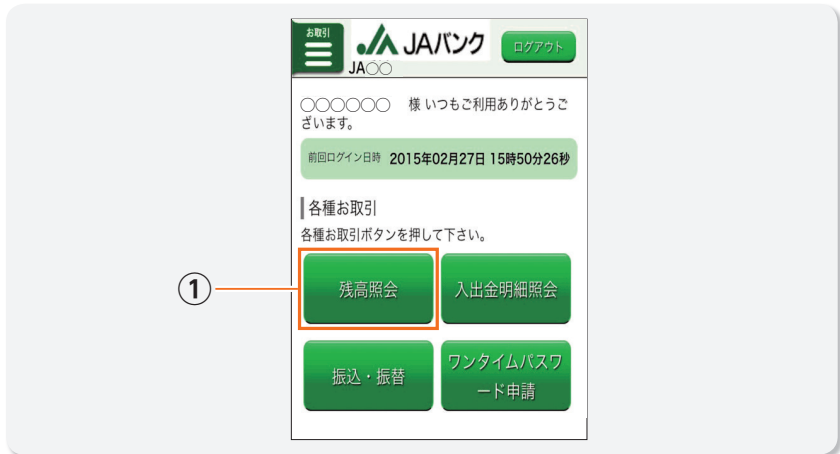 お取引
JAバンク
ログアウト
JA○○
○○○○○○　様 いつもご利用ありがとうご
ざいます。
前回ログイン日時 2015年02月27日 15時50分26秒
各種お取引
各種お取引ボタンを押して下さい。
①
残高照会
入出金明細照会
振込・振替
ワンタイムパスワ
ード申請